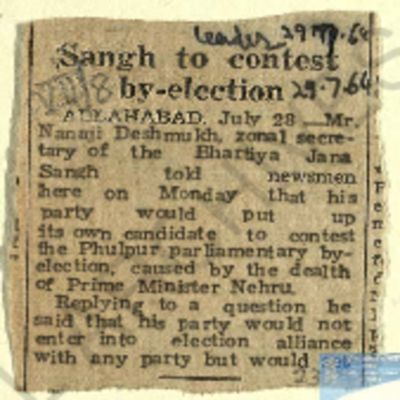 Leader 29 7 64
Sangh to contest
VIII/8 by-election 29.7.64
ALLAHABAD, July 28—Mr.
Nanaji Deshmukh, zonal secre-
tary of the Bhartiya Jana
Sangh told newsmen
here on Monday that his
party would put up
its own candidate to contest
the Phulpur parliamentary by-
election, caused by the death
of Prime Minister Nehru.
Replying to a question he
said that his party would not
enter into election alliance
with any party but would